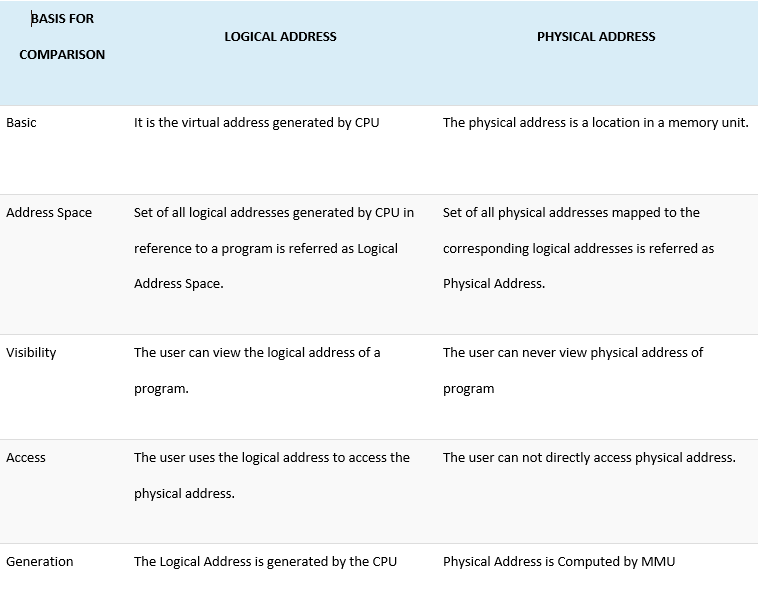 BASIS FOR
COMPARISON
LOGICAL ADDRESS
PHYSICAL ADDRESS
Basic
It is the virtual address generated by CPU
The physical address is a location in a memory unit.
Address Space
Set of all logical addresses generated by CPU in
reference to a program is referred as Logical
Address Space.
Set of all physical addresses mapped to the
corresponding logical addresses is referred as
Physical Address.
Visibility
The user can view the logical address of a
program.
The user can never view physical address of
program
Access
The user uses the logical address to access the
physical address.
The user can not directly access physical address.
Generation
The Logical Address is generated by the CPU
Physical Address is Computed by MMU